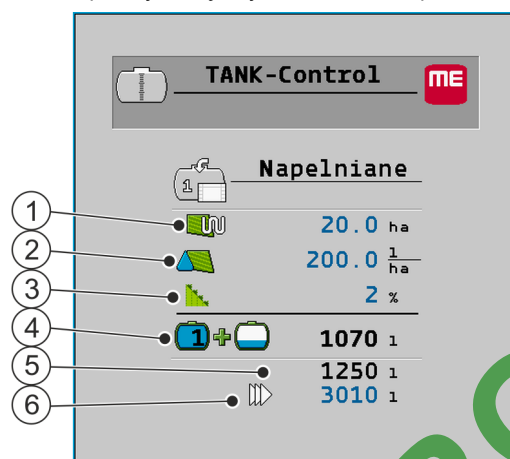 TANK-Control
ME
1
Napelniane
1
20.0 ha
2
200.0 l/ha
3
2 %
4
1
1070 l
5
1250 l
6
3010 l